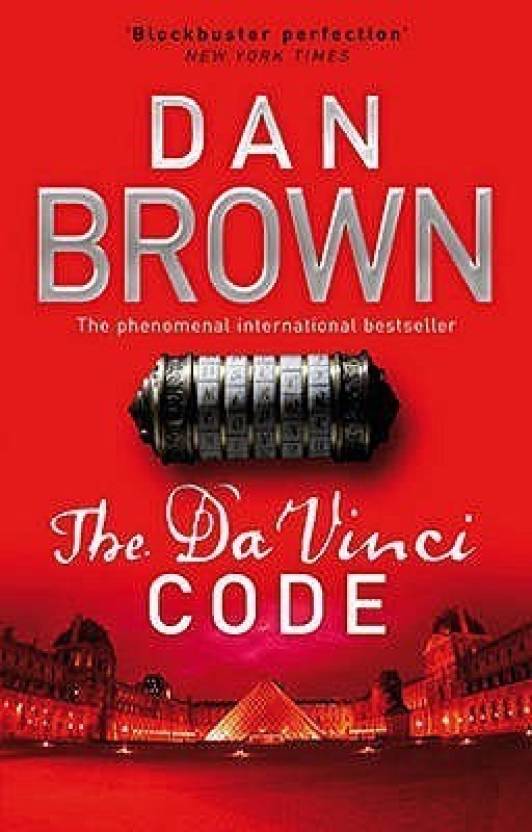 'Blockbuster perfection'
NEW YORK TIMES
DAN
BROWN
The phenomenal international bestseller
The Da Vinci
CODE